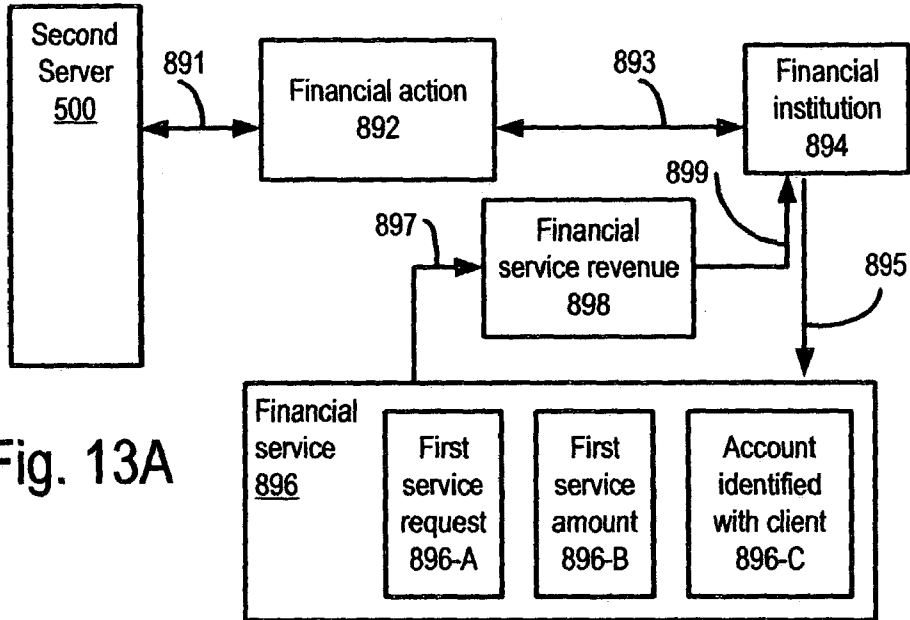 Second
Server
500
891
Financial action
892
893
Financial
institution
894
899
897
Financial
service revenue
898
895
Financial
service
896
First
service
request
896-A
First
service
amount
896-B
Account
identified
with client
896-C
Fig. 13A